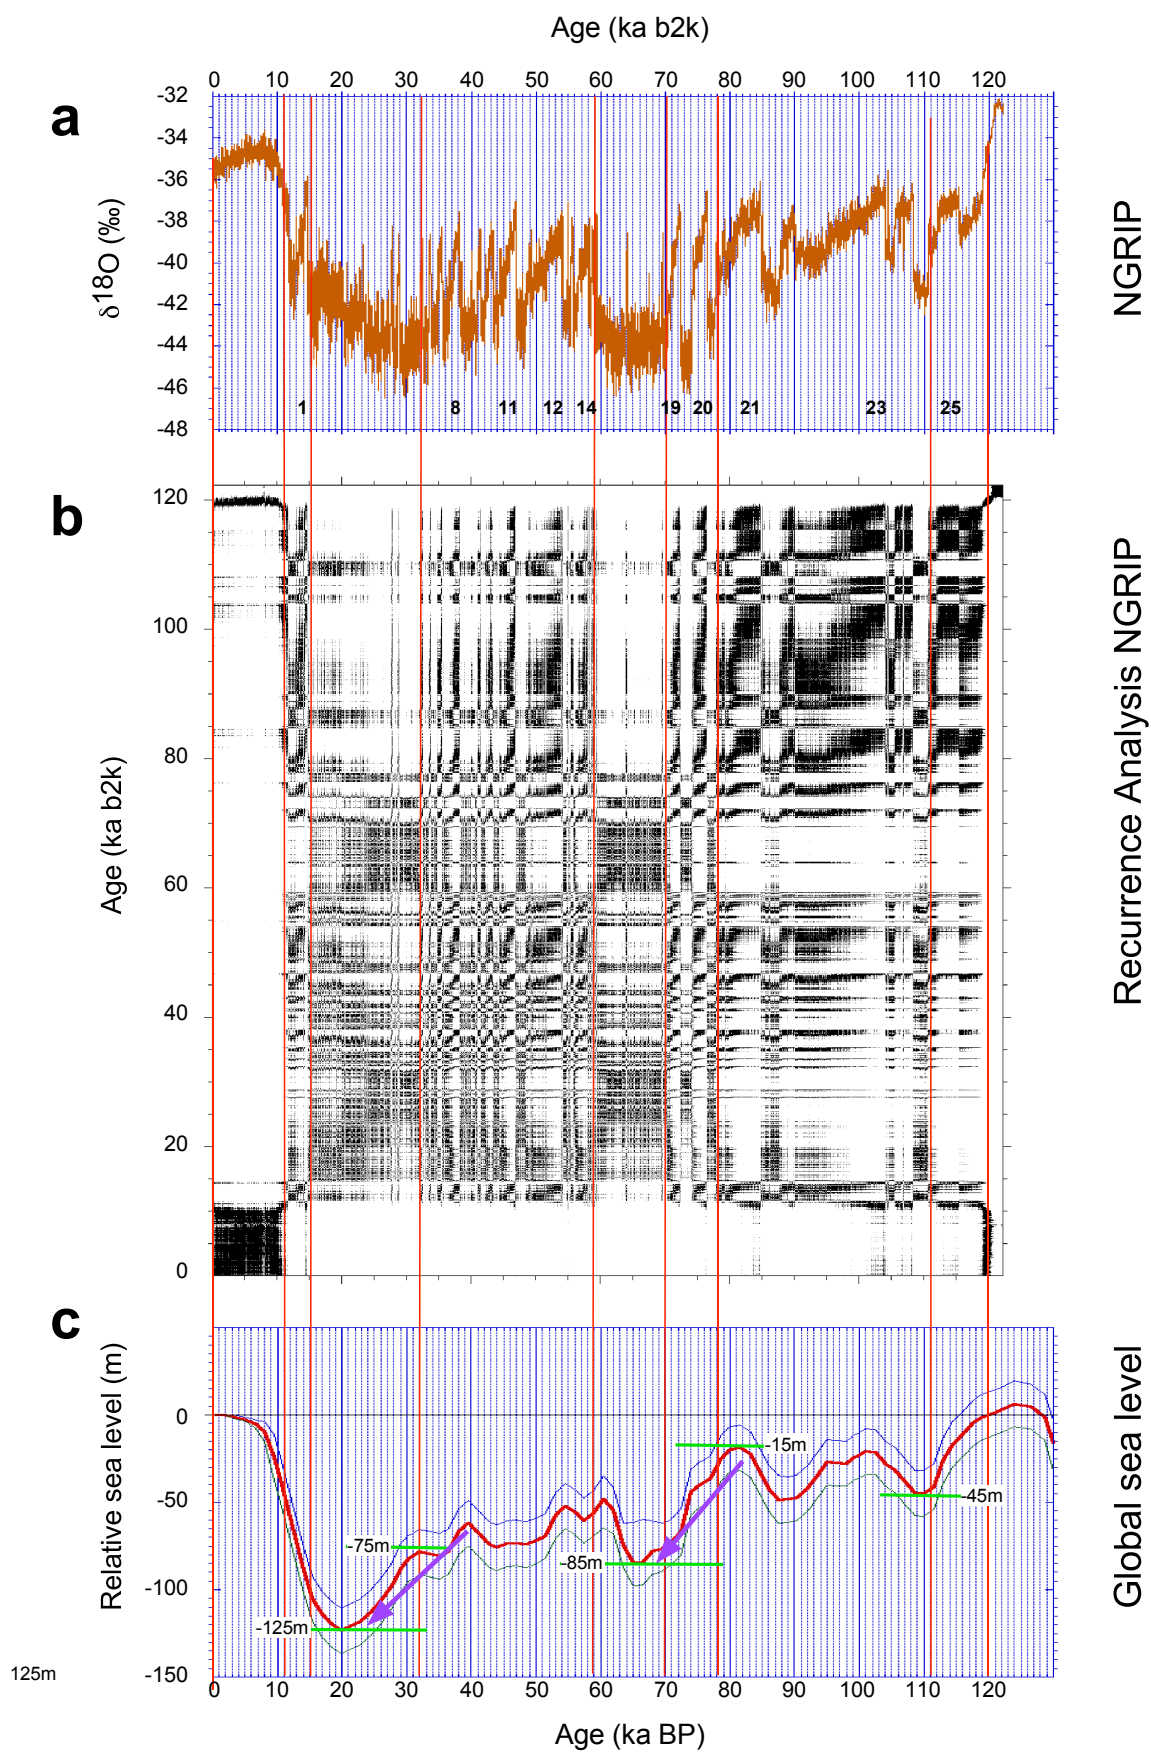 Age (ka b2k)
0 10 20 30 40 50 60 70 80 90 100 110 120
a
-32
-34
-36
-38
-40
-42
-44
-46
-48
δ18O (‰)
NGRIP
1 8 11 12 14 19 20 21 23 25
b
120
100
80
60
40
20
0
Age (ka b2k)
Recurrence Analysis NGRIP
c
0
-50
-100
-150
Relative sea level (m)
Global sea level
-15m
-45m
-75m
-85m
-125m
125m
0 10 20 30 40 50 60 70 80 90 100 110 120
Age (ka BP)